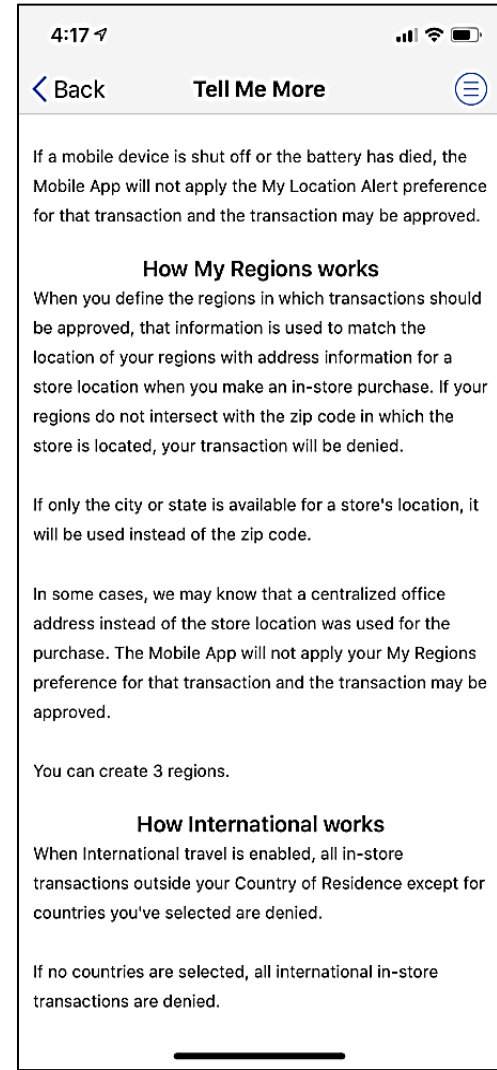 4:17
Back Tell Me More
If a mobile device is shut off or the battery has died, the
Mobile App will not apply the My Location Alert preference
for that transaction and the transaction may be approved.
How My Regions works
When you define the regions in which transactions should
be approved, that information is used to match the
location of your regions with address information for a
store location when you make an in-store purchase. If your
regions do not intersect with the zip code in which the
store is located, your transaction will be denied.
If only the city or state is available for a store's location, it
will be used instead of the zip code.
In some cases, we may know that a centralized office
address instead of the store location was used for the
purchase. The Mobile App will not apply your My Regions
preference for that transaction and the transaction may be
approved.
You can create 3 regions.
How International works
When International travel is enabled, all in-store
transactions outside your Country of Residence except for
countries you've selected are denied.
If no countries are selected, all international in-store
transactions are denied.